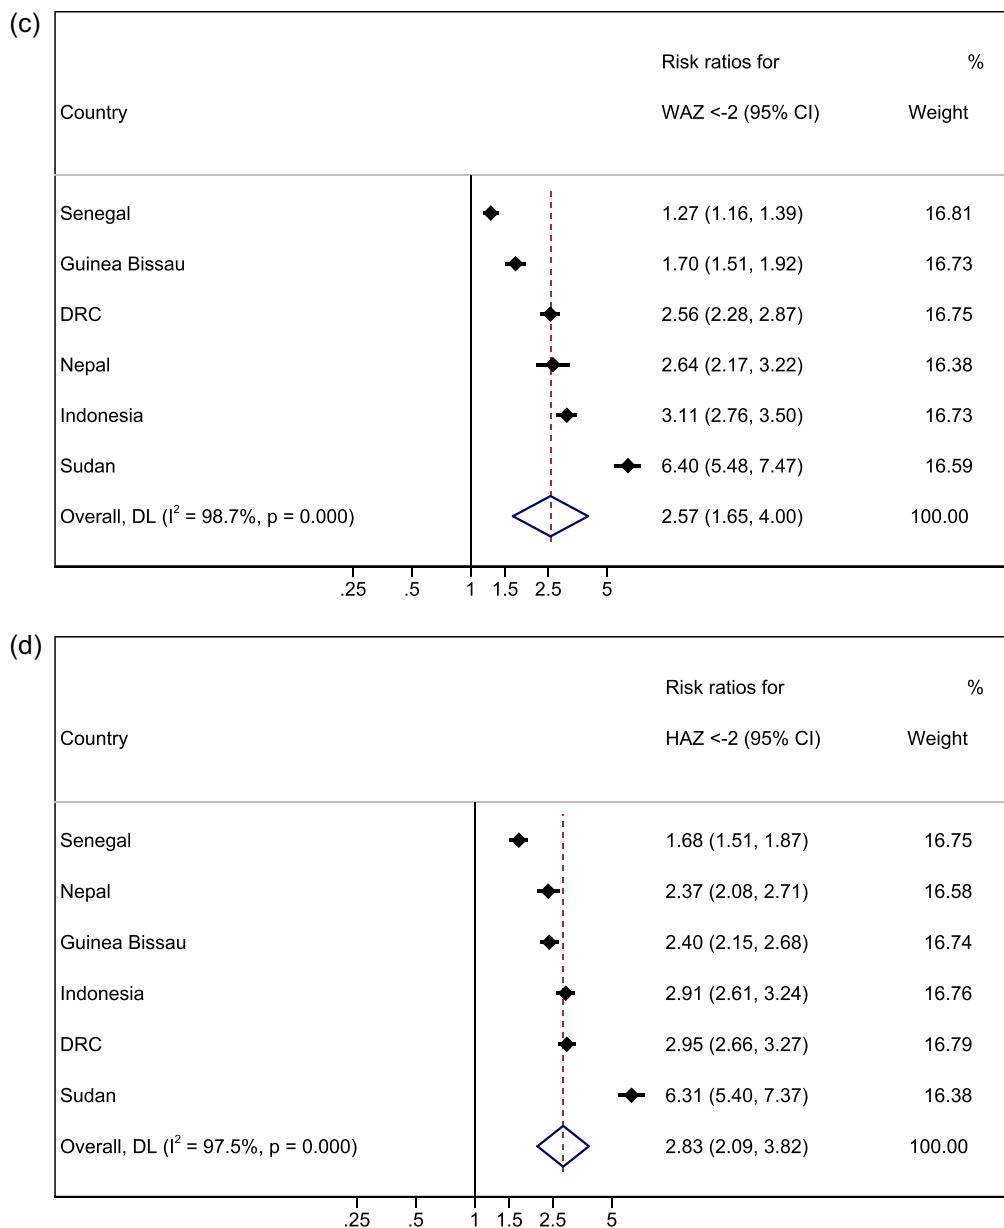 (c)
Risk ratios for %
Country WAZ <-2 (95% CI) Weight
Senegal 1.27 (1.16, 1.39) 16.81
Guinea Bissau 1.70 (1.51, 1.92) 16.73
DRC 2.56 (2.28, 2.87) 16.75
Nepal 2.64 (2.17, 3.22) 16.38
Indonesia 3.11 (2.76, 3.50) 16.73
Sudan 6.40 (5.48, 7.47) 16.59
Overall, DL (I² = 98.7%, p = 0.000) 2.57 (1.65, 4.00) 100.00
.25 .5 1 1.5 2.5 5
(d)
Risk ratios for %
Country HAZ <-2 (95% CI) Weight
Senegal 1.68 (1.51, 1.87) 16.75
Nepal 2.37 (2.08, 2.71) 16.58
Guinea Bissau 2.40 (2.15, 2.68) 16.74
Indonesia 2.91 (2.61, 3.24) 16.76
DRC 2.95 (2.66, 3.27) 16.79
Sudan 6.31 (5.40, 7.37) 16.38
Overall, DL (I² = 97.5%, p = 0.000) 2.83 (2.09, 3.82) 100.00
.25 .5 1 1.5 2.5 5